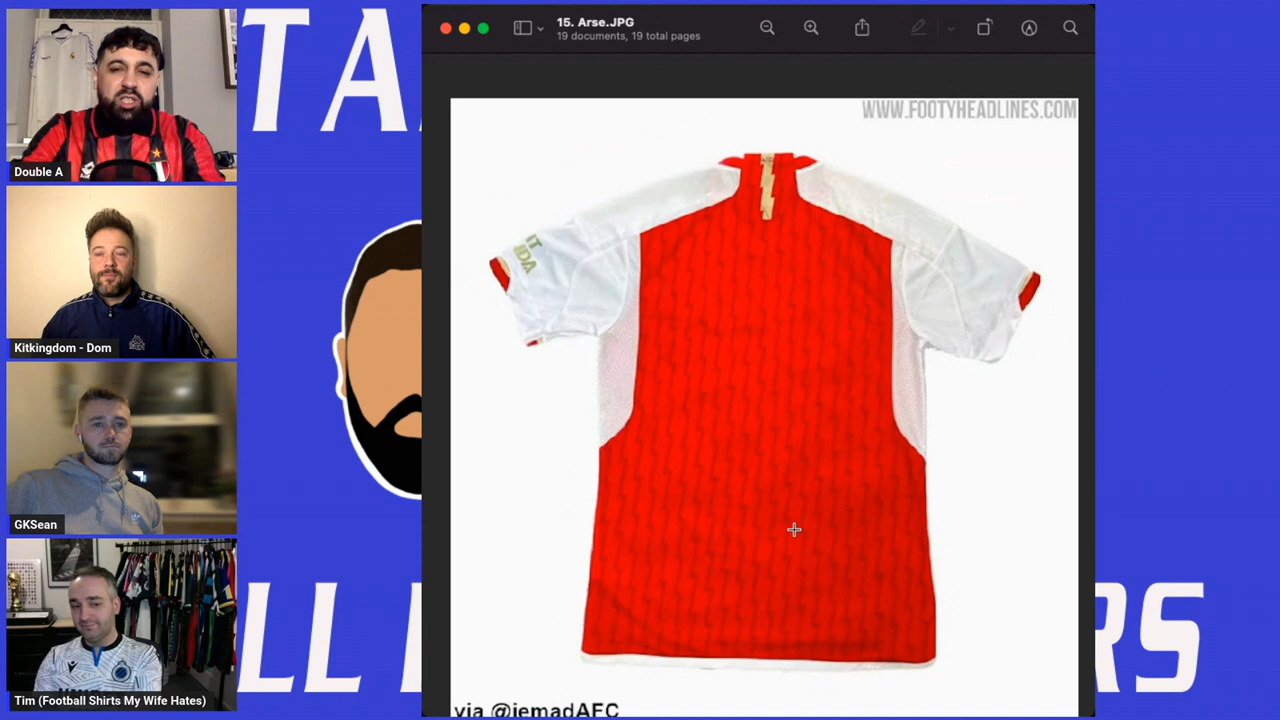 TA
LL
RS
Double A
Kitkingdom - Dom
GKSean
Tim (Football Shirts My Wife Hates)
15. Arse.JPG
19 documents, 19 total pages
WWW.FOOTYHEADLINES.COM
via @jemadAFC